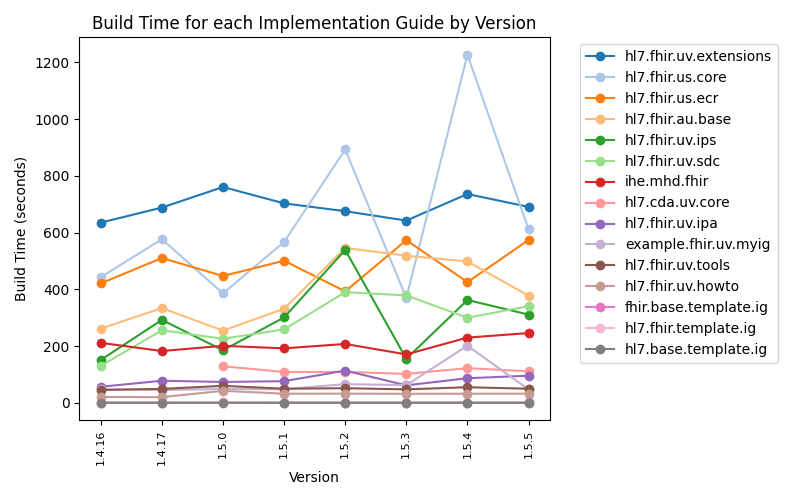 Build Time for each Implementation Guide by Version
Build Time (seconds)
1200
1000
800
600
400
200
0
1.4.16
1.4.17
1.5.0
1.5.1
1.5.2
1.5.3
1.5.4
1.5.5
Version
hl7.fhir.uv.extensions
hl7.fhir.us.core
hl7.fhir.us.ecr
hl7.fhir.au.base
hl7.fhir.uv.ips
hl7.fhir.uv.sdc
ihe.mhd.fhir
hl7.cda.uv.core
hl7.fhir.uv.ipa
example.fhir.uv.myig
hl7.fhir.uv.tools
hl7.fhir.uv.howto
fhir.base.template.ig
hl7.fhir.template.ig
hl7.base.template.ig